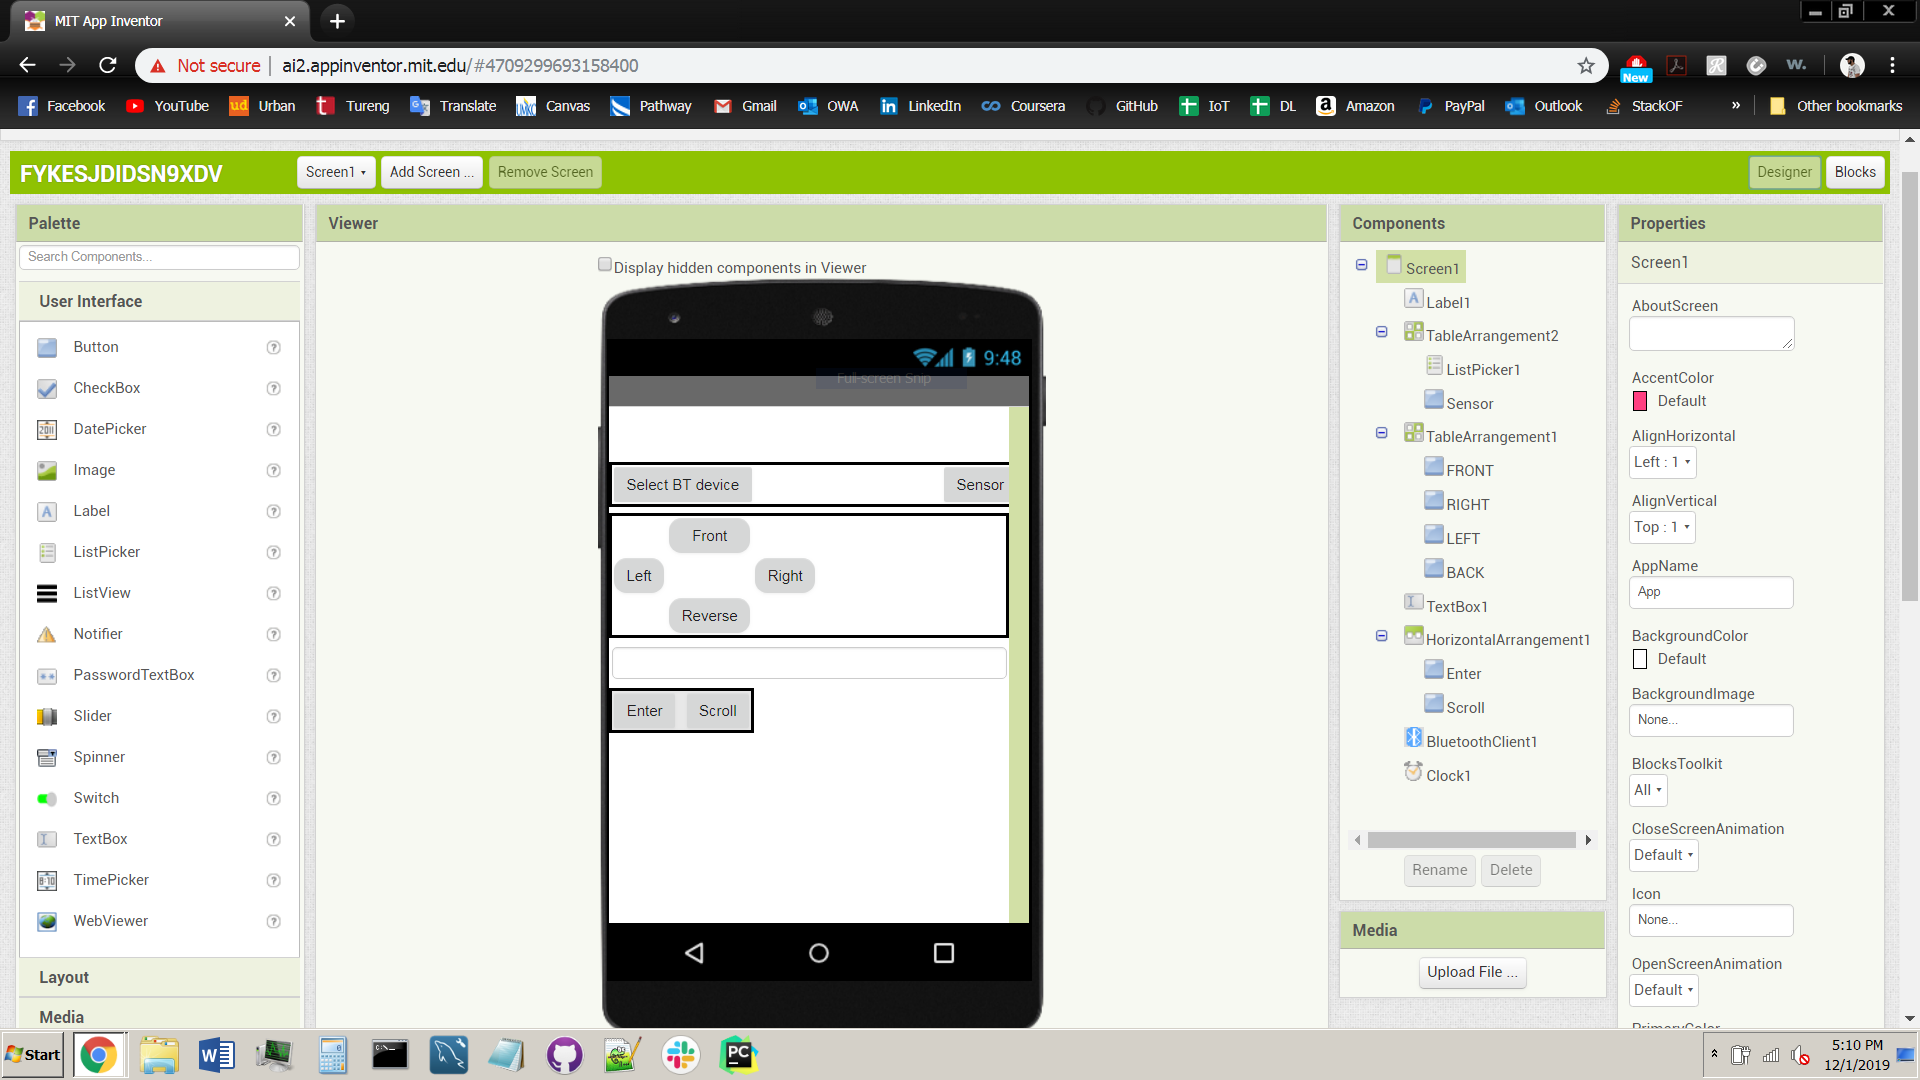 MIT App Inventor
Not secure | ai2.appinventor.mit.edu/#4709299693158400
New
Facebook YouTube ud Urban Tureng Translate Canvas Pathway Gmail OWA LinkedIn Coursera GitHub IoT DL Amazon PayPal Outlook StackOF » Other bookmarks
FYKESJDIDSN9XDV Screen1 Add Screen ... Remove Screen Designer Blocks
Palette
Search Components...
User Interface
Button
CheckBox
DatePicker
Image
Label
ListPicker
ListView
Notifier
PasswordTextBox
Slider
Spinner
Switch
TextBox
TimePicker
WebViewer
Layout
Media
Viewer
Display hidden components in Viewer
9:48
Full-screen Snip
Select BT device Sensor
Front
Left Right
Reverse
Enter Scroll
Components
Screen1
Label1
TableArrangement2
ListPicker1
Sensor
TableArrangement1
FRONT
RIGHT
LEFT
BACK
TextBox1
HorizontalArrangement1
Enter
Scroll
BluetoothClient1
Clock1
Rename Delete
Media
Upload File ...
Properties
Screen1
AboutScreen
AccentColor
Default
AlignHorizontal
Left : 1
AlignVertical
Top : 1
AppName
App
BackgroundColor
Default
BackgroundImage
None...
BlocksToolkit
All
CloseScreenAnimation
Default
Icon
None...
OpenScreenAnimation
Default
PrimaryColor
Start
PC
5:10 PM
12/1/2019